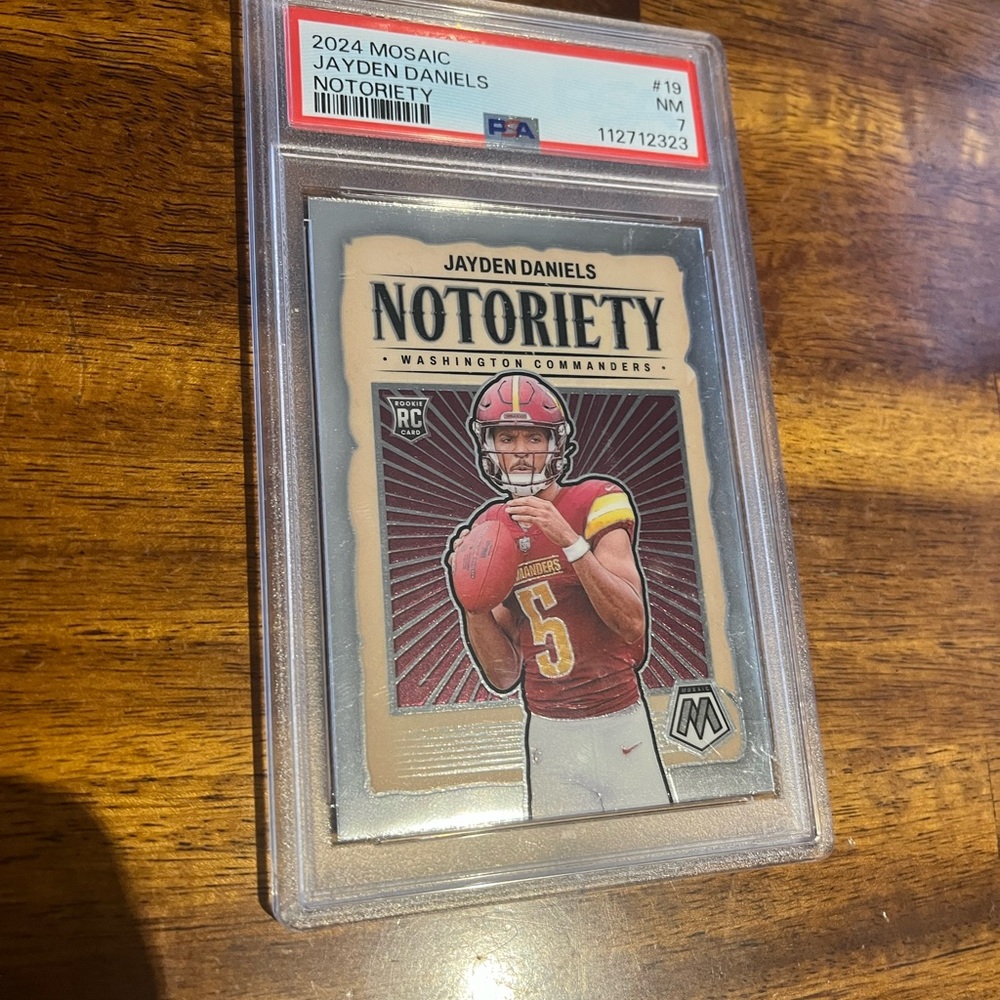 2024 MOSAIC
JAYDEN DANIELS
NOTORIETY
#19
NM
7
112712323
PSA
JAYDEN DANIELS
NOTORIETY
• WASHINGTON COMMANDERS •
ROOKIE
RC
CARD
MANDERS
5
MOSAIC
M